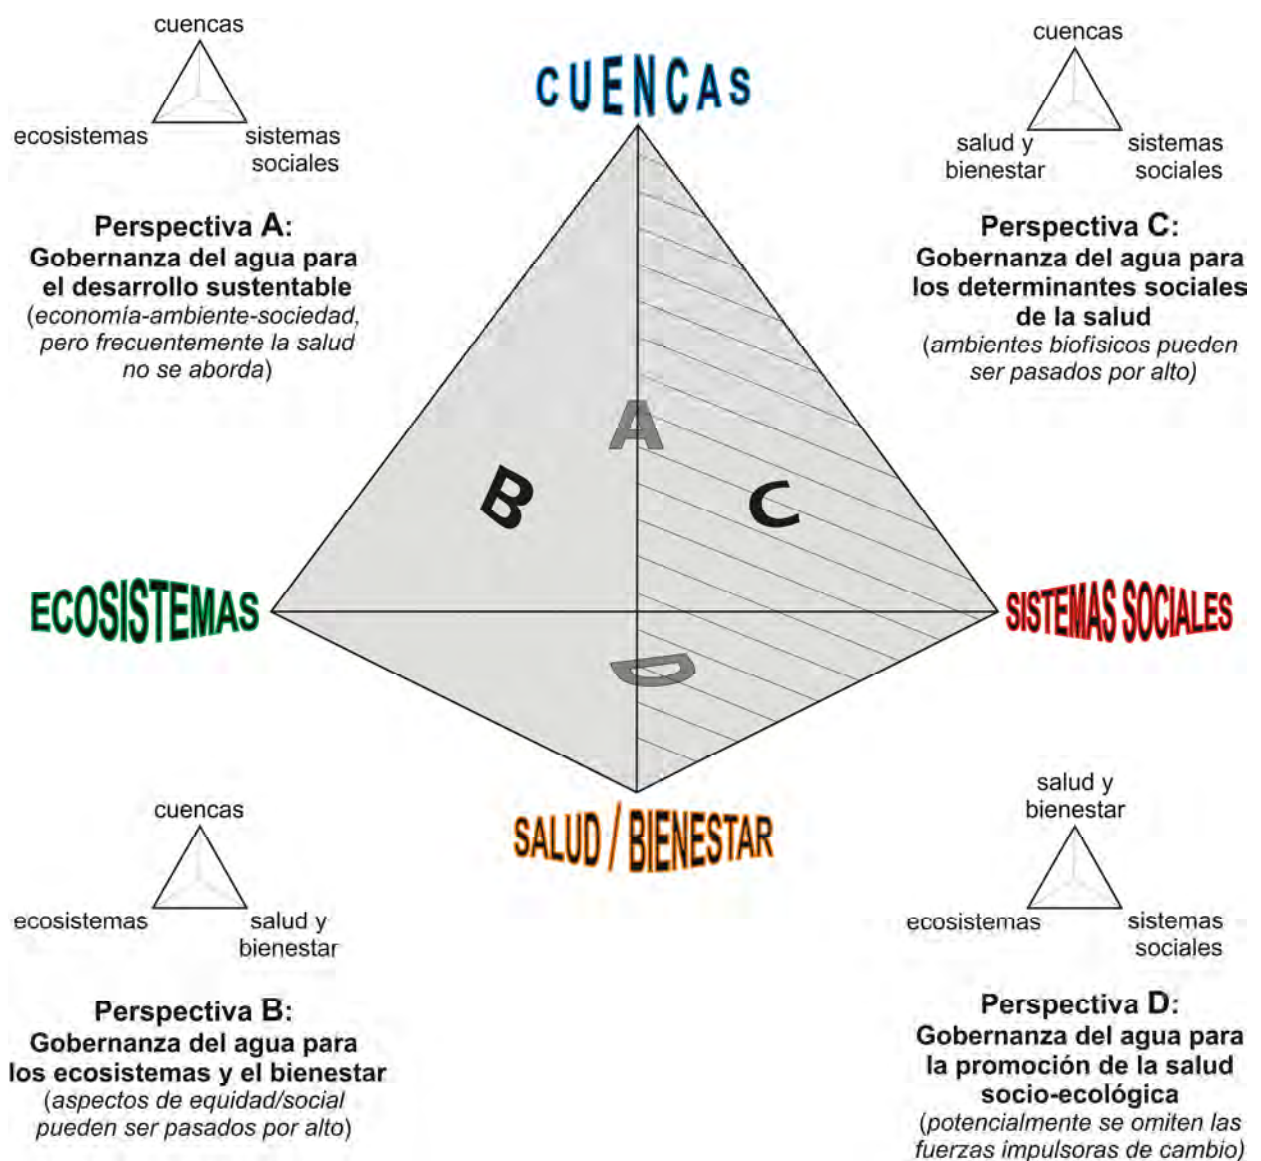 cuencas
ecosistemas
sistemas
sociales
Perspectiva A:
Gobernanza del agua para
el desarrollo sustentable
(economía-ambiente-sociedad,
pero frecuentemente la salud
no se aborda)
CUENCAS
cuencas
salud y
bienestar
sistemas
sociales
Perspectiva C:
Gobernanza del agua para
los determinantes sociales
de la salud
(ambientes biofisicos pueden
ser pasados por alto)
A
B
C
ECOSISTEMAS
SISTEMAS SOCIALES
D
SALUD / BIENESTAR
cuencas
ecosistemas
salud y
bienestar
Perspectiva B:
Gobernanza del agua para
los ecosistemas y el bienestar
(aspectos de equidad/social
pueden ser pasados por alto)
salud y
bienestar
ecosistemas
sistemas
sociales
Perspectiva D:
Gobernanza del agua para
la promoción de la salud
socio-ecológica
(potencialmente se omiten las
fuerzas impulsoras de cambio)